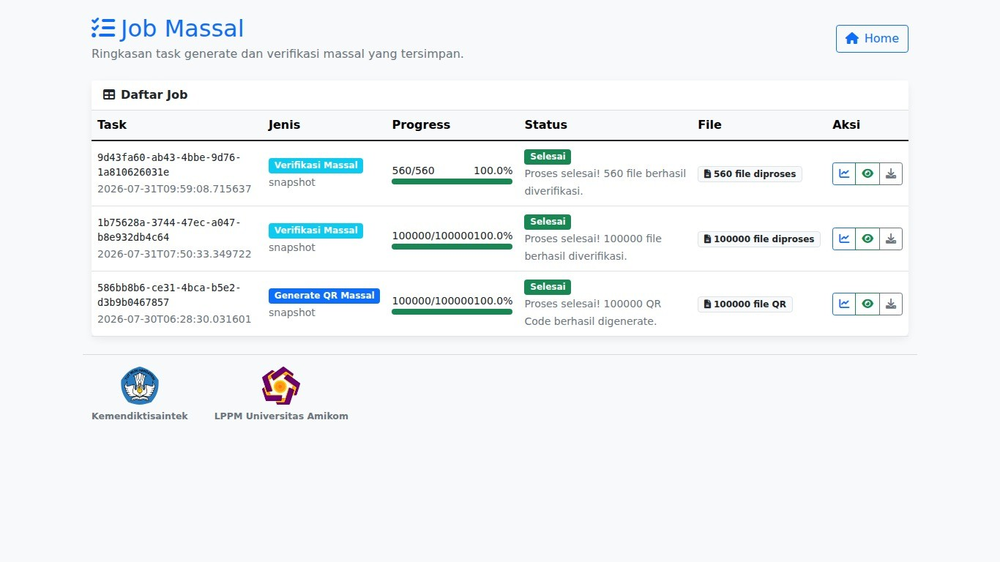 Job Massal
Ringkasan task generate dan verifikasi massal yang tersimpan.
Home
Daftar Job
Task Jenis Progress Status File Aksi
9d43fa60-ab43-4bbe-9d76-
1a810626031e
2026-07-31T09:59:08.715637
Verifikasi Massal
snapshot
560/560 100.0%
Selesai
Proses selesai! 560 file berhasil
diverifikasi.
560 file diproses
1b75628a-3744-47ec-a047-
b8e932db4c64
2026-07-31T07:50:33.349722
Verifikasi Massal
snapshot
100000/100000100.0%
Selesai
Proses selesai! 100000 file
berhasil diverifikasi.
100000 file diproses
586bb8b6-ce31-4bca-b5e2-
d3b9b0467857
2026-07-30T06:28:30.031601
Generate QR Massal
snapshot
100000/100000100.0%
Selesai
Proses selesai! 100000 QR
Code berhasil digenerate.
100000 file QR
Kemendiktisaintek
LPPM Universitas Amikom